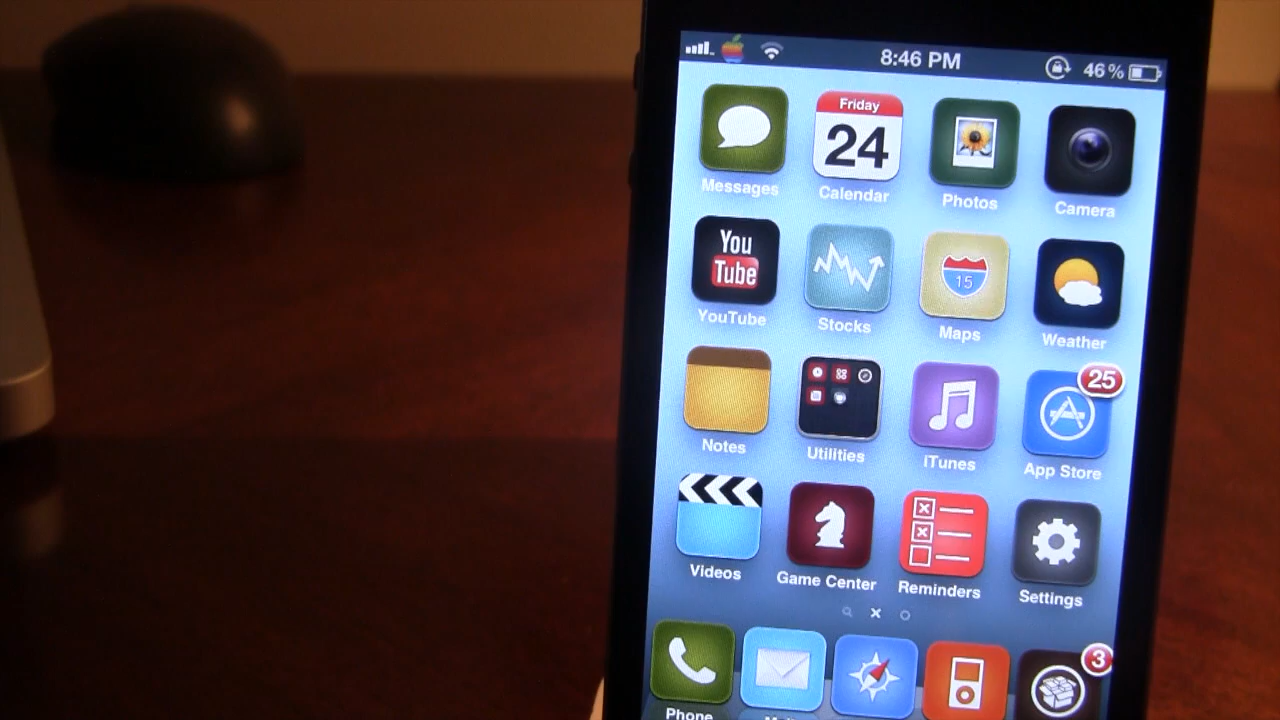 8:46 PM
46%
Friday
24
Messages
Calendar
Photos
Camera
You
Tube
15
YouTube
Stocks
Maps
Weather
25
Notes
Utilities
iTunes
App Store
Videos
Game Center
Reminders
Settings
3
Phone